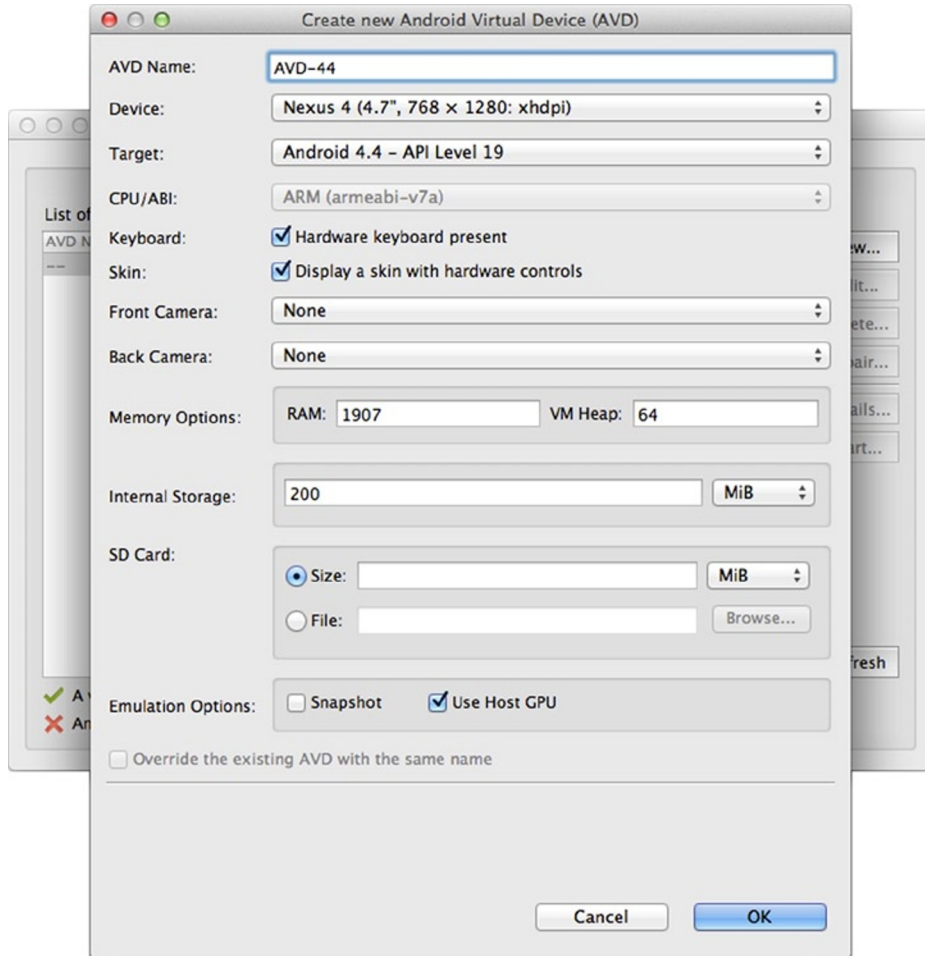 Create new Android Virtual Device (AVD)
AVD Name: AVD-44
Device: Nexus 4 (4.7", 768 × 1280: xhdpi)
Target: Android 4.4 – API Level 19
CPU/ABI: ARM (armeabi-v7a)
Keyboard: Hardware keyboard present
Skin: Display a skin with hardware controls
Front Camera: None
Back Camera: None
Memory Options: RAM: 1907 VM Heap: 64
Internal Storage: 200 MiB
SD Card:
Size: MiB
File: Browse...
Emulation Options: Snapshot Use Host GPU
Override the existing AVD with the same name
Cancel OK
List of
AVD N
--